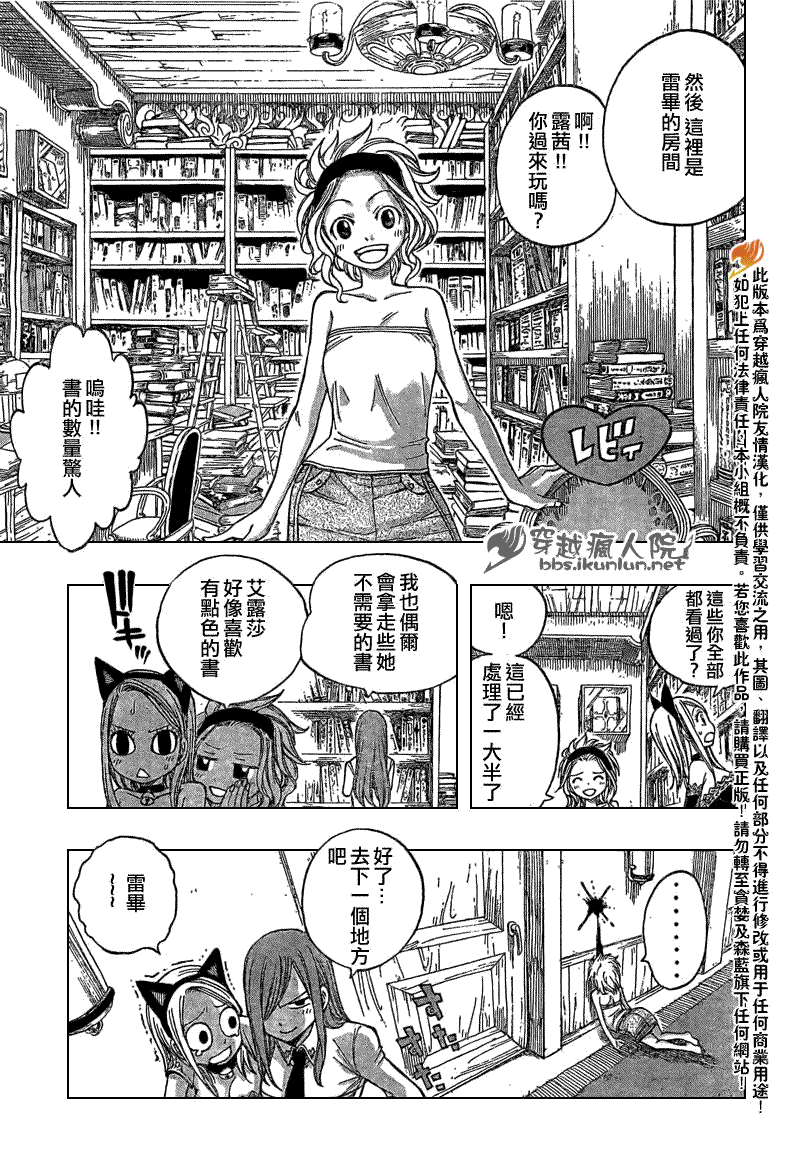 然後 這裡是
雷畢的房間
啊!!
露茜!!
你過來玩嗎?
嗚哇!!
書的數量驚人
レビィ
穿越瘋人院
bbs.ikunlun.net
這些你全部
都看過了?
嗯!
這已經
處理了一大半了
我也偶爾
會拿走些她
不需要的書
艾露莎
好像喜歡
有點色的書
ドキ
・・・・・・
好了…
去下一個地方
吧
雷畢
~~~
すた
すた
此版本爲穿越瘋人院友情漢化，僅供學習交流之用，其圖、翻譯以及任何部分不得進行修改或用于任何商業用途！
如犯上任何法律責任，本小組概不負責。若您喜歡此作品，請購買正版！請勿轉至貪婪及森藍旗下任何網站！